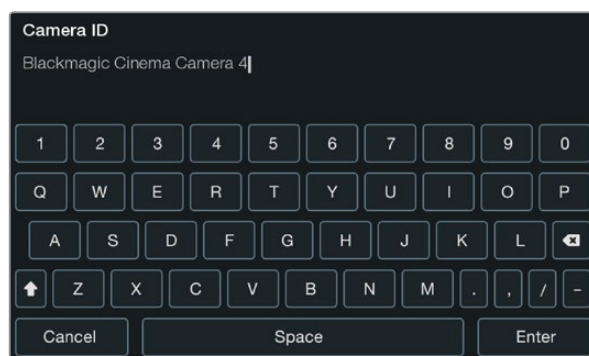 Camera ID
Blackmagic Cinema Camera 4
1 2 3 4 5 6 7 8 9 0
Q W E R T Y U I O P
A S D F G H J K L
Z X C V B N M . , / -
Cancel Space Enter